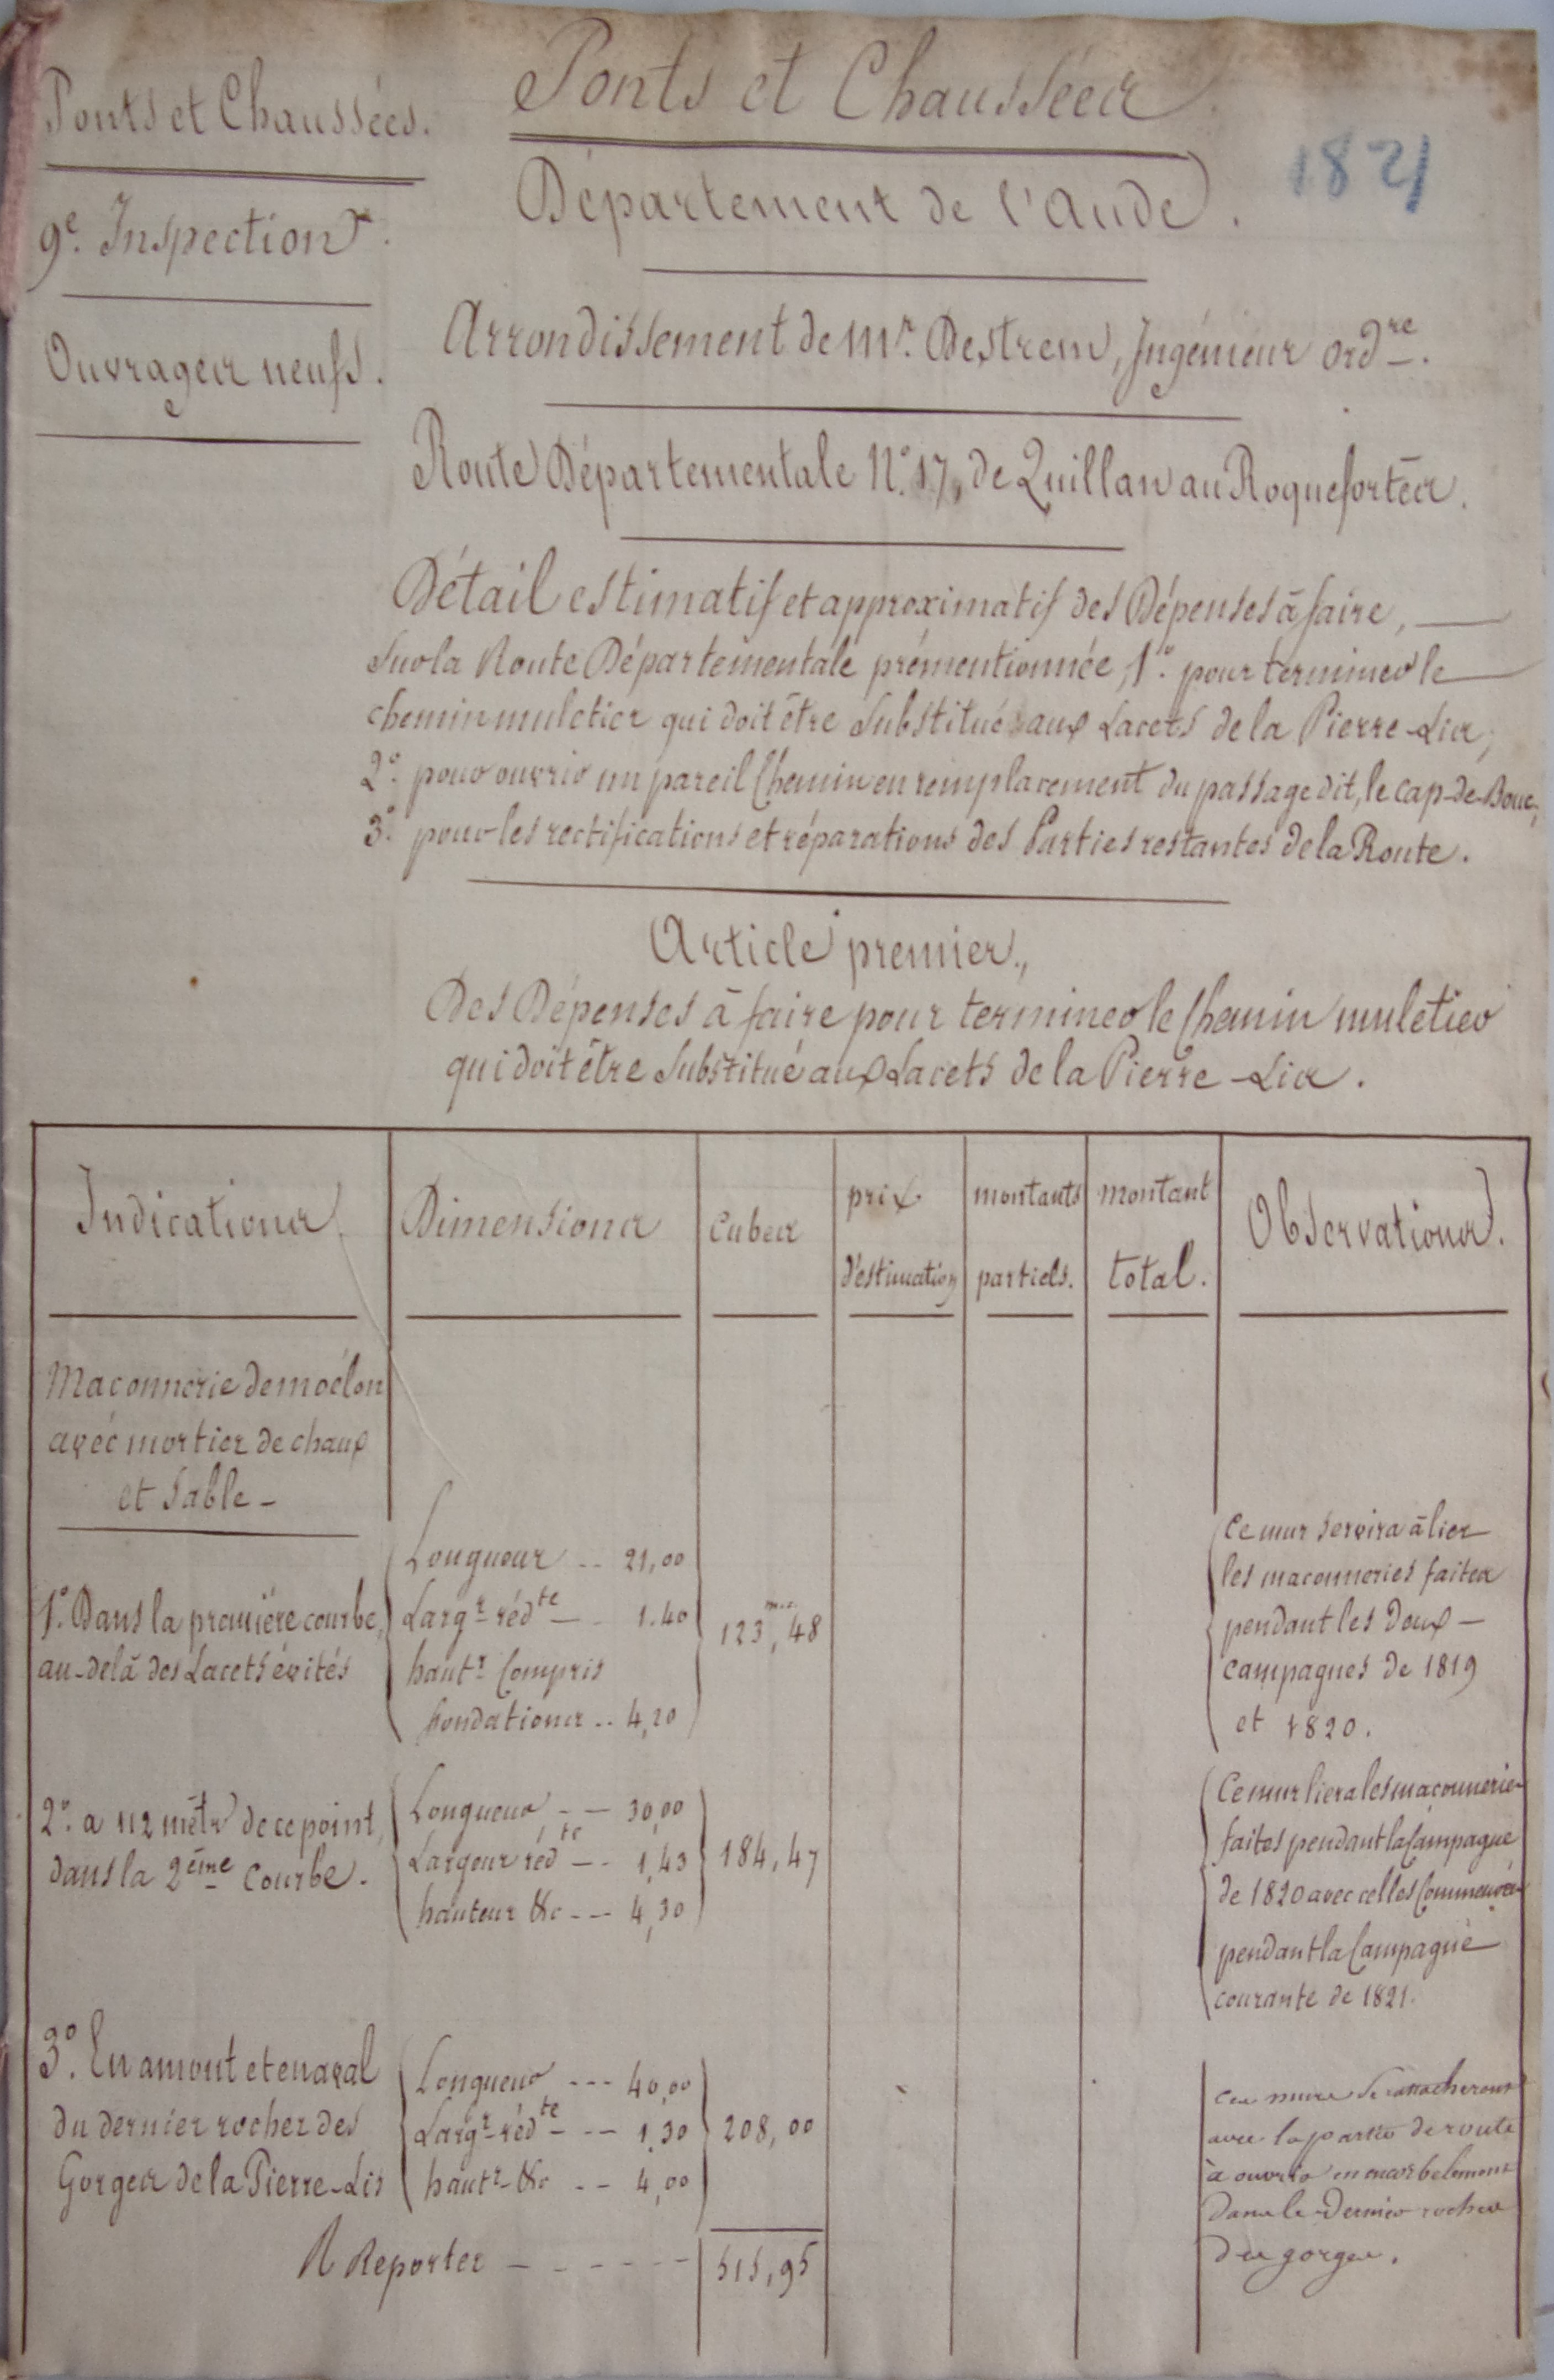 Ponts et Chaussées.
9e. Inspection.
Ouvrages neufs.
Ponts et Chaussées
1821
Département de l'Aude.
Arrondissement de Mr. Destrem, Ingénieur ordre.
Route Départementale N°. 17, de Quillan au Roquefortés.
Détail estimatif et approximatif des Dépenses à faire,
Sur la Route Départementale prémentionnée, 1°. pour terminer le
chemin muletier qui doit être Substitué aux Lacets de la Pierre-Lis;
2°. pour ouvrir un pareil Chemin en remplacement du passage dit, le Cap-de-Bouc,
3°. pour les rectifications et réparations des Parties restantes de la Route.
Article premier.,
Des Dépenses à faire pour terminer le Chemin muletier
qui doit être Substitué aux Lacets de la Pierre-Lis.
Indications
Dimensions
Cubes
prix d'estimation
montants partiels.
montant total.
Observations.
Maçonnerie de moëlon
avec mortier de chaux
et Sable -
1°. Dans la première courbe,
au-delà des Lacets évités
Longueur .. 21,00
Largr rédte - . 1.40
hautr Compris
fondations .. 4,20
123,48
Ce mur Servira à lier
les maçonneries faites
pendant les deux -
campagnes de 1819
et 1820.
2°. a 112 mètr de ce point,
dans la 2ème Courbe.
Longueur, - - 30,00
Largeur rédte - . 1,43
hauteur &c - - - 4,30
184,47
Ce mur liera les maçonneries
faites pendant la Campagne
de 1820 avec celles Commencées
pendant la Campagne
courante de 1821.
3°. En amont et en aval
du dernier rocher des
Gorges de la Pierre-Lis
Longueur --- 40,00
Largr rédte - - - 1,30
hautr &c - - 4,00
208,00
Ces murs se rattacheront
avec la partie de route
à ouvrir en encorbelement
dans le dernier rocher
des gorges.
A Reporter - - - - - -
515,95